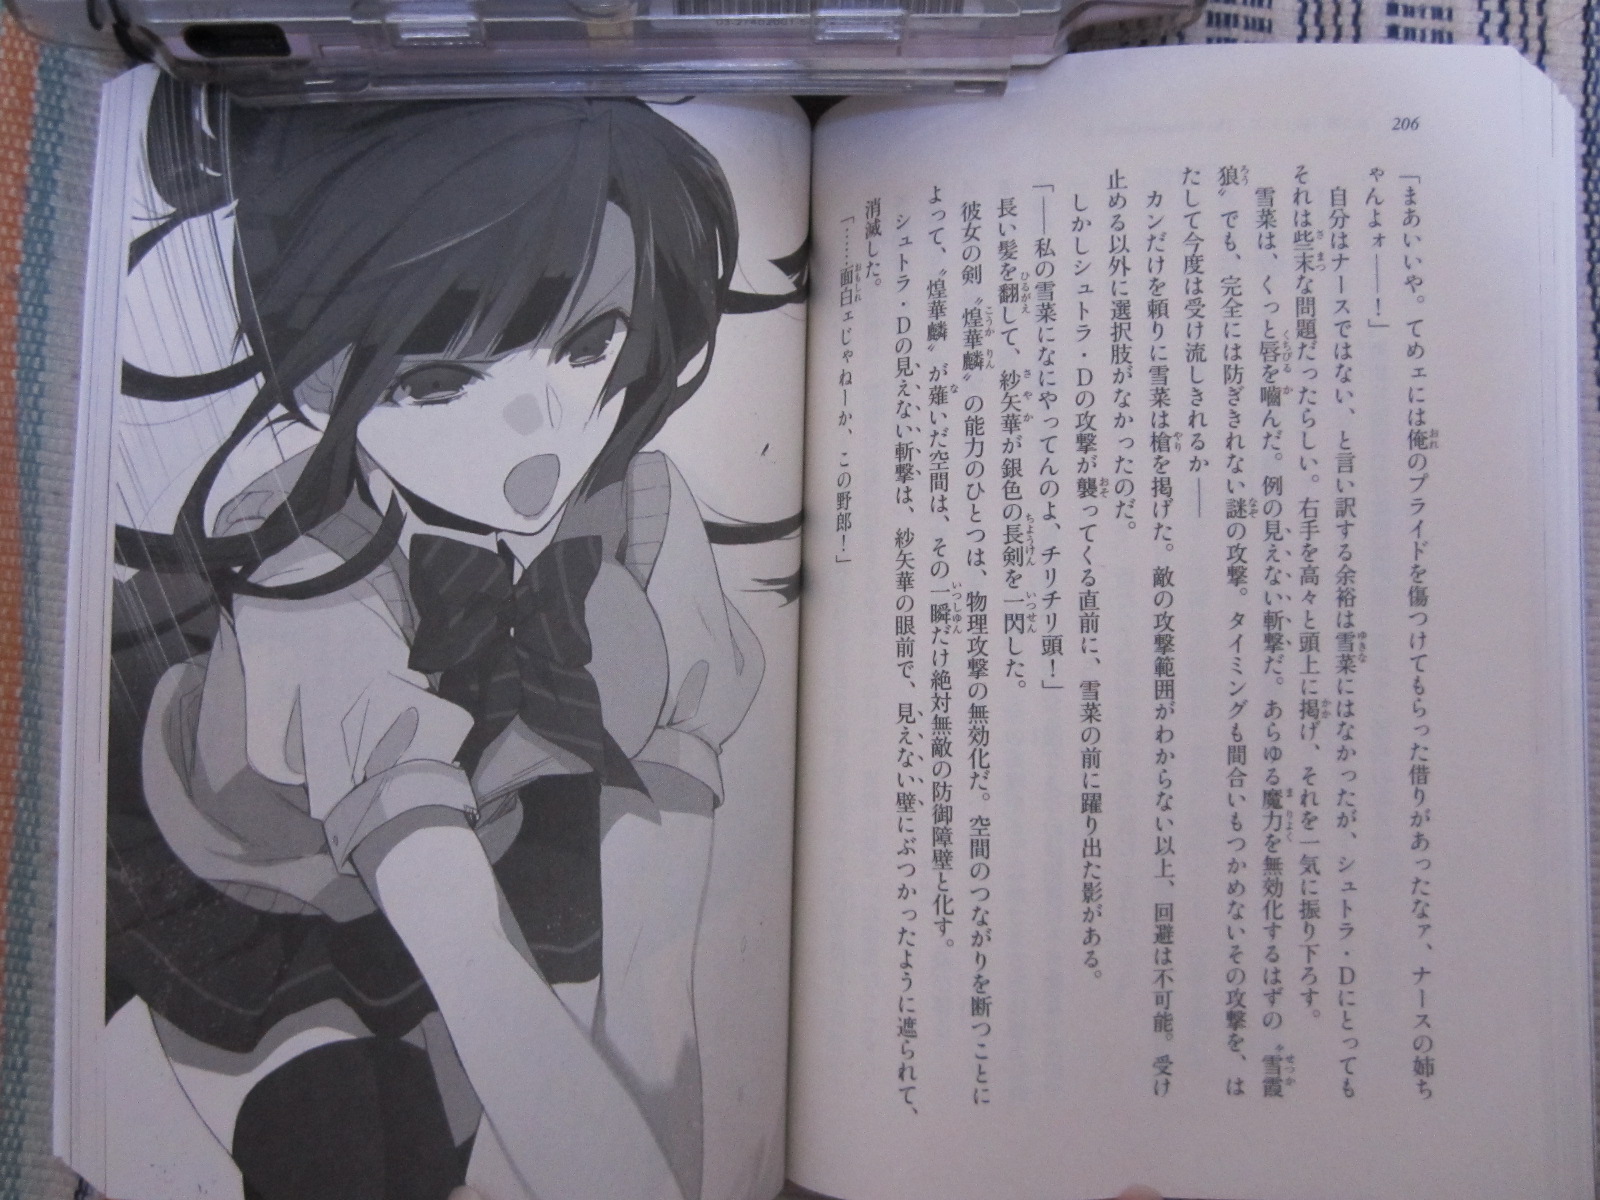 206
「まあいいや。てめェには俺のプライドを傷つけてもらった借りがあったなァ、ナースの姉ち
ゃんよォ――！」
自分はナースではない、と言い訳する余裕は雪菜にはなかったが、シュトラ・Dにとっても
それは些末な問題だったらしい。右手を高々と頭上に掲げ、それを一気に振り下ろす。
雪菜は、くっと唇を嚙んだ。例の見えない斬撃だ。あらゆる魔力を無効化するはずの〝雪霞
狼〟でも、完全には防ぎきれない謎の攻撃。タイミングも間合いもつかめないその攻撃を、は
たして今度は受け流しきれるか――
カンだけを頼りに雪菜は槍を掲げた。敵の攻撃範囲がわからない以上、回避は不可能。受け
止める以外に選択肢がなかったのだ。
しかしシュトラ・Dの攻撃が襲ってくる直前に、雪菜の前に躍り出た影がある。
「――私の雪菜になにやってんのよ、チリチリ頭！」
長い髪を翻して、紗矢華が銀色の長剣を一閃した。
彼女の剣〝煌華麟〟の能力のひとつは、物理攻撃の無効化だ。空間のつながりを断つことに
よって、〝煌華麟〟が薙いだ空間は、その一瞬だけ絶対無敵の防御障壁と化す。
シュトラ・Dの見えない斬撃は、紗矢華の眼前で、見えない壁にぶつかったように遮られて、
消滅した。
「……面白ェじゃねーか、この野郎！」